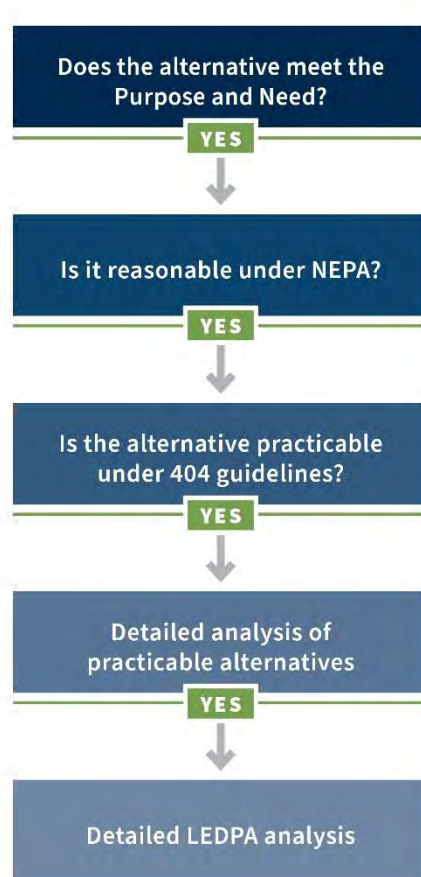 Does the alternative meet the
Purpose and Need?
YES
Is it reasonable under NEPA?
YES
Is the alternative practicable
under 404 guidelines?
YES
Detailed analysis of
practicable alternatives
YES
Detailed LEDPA analysis